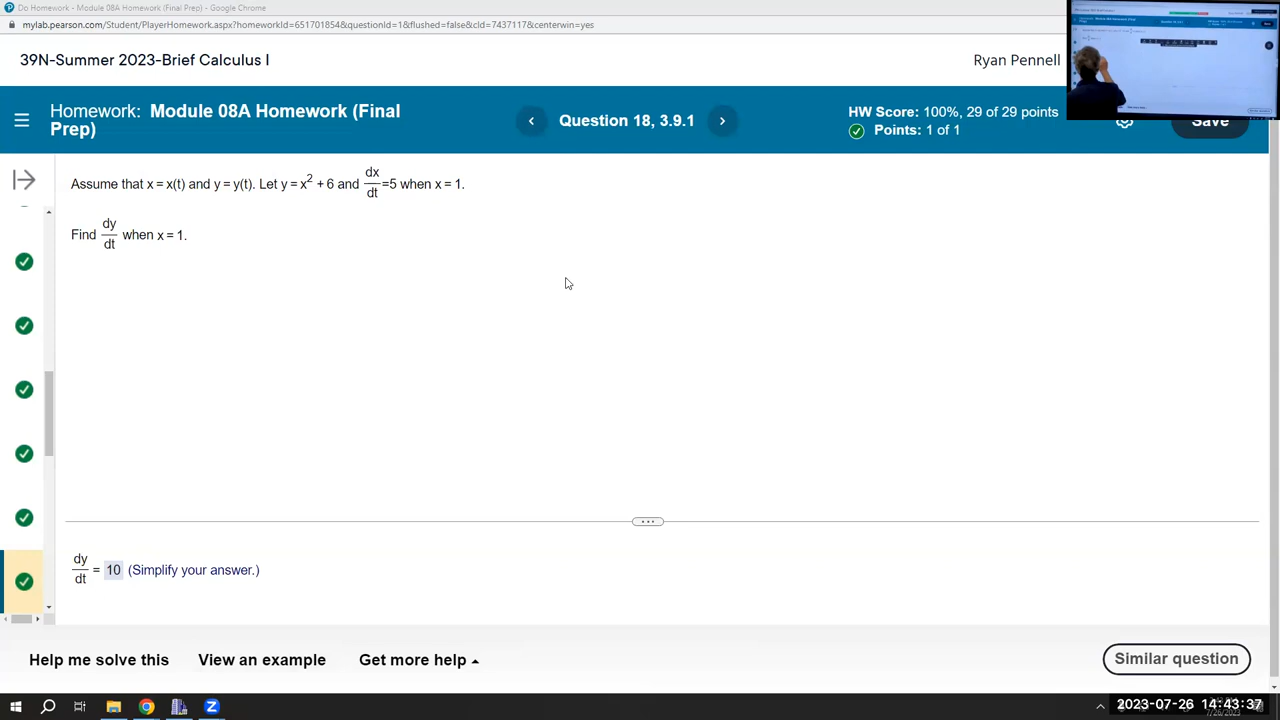 Do Homework - Module 08A Homework (Final Prep) - Google Chrome
mylab.pearson.com/Student/PlayerHomework.aspx?homeworkId=651701854&questionId=1&flushed=false&cId=7437117&
wn=yes
39N-Summer 2023-Brief Calculus I
Ryan Pennell
Homework: Module 08A Homework (Final Prep)
Question 18, 3.9.1
HW Score: 100%, 29 of 29 points
Points: 1 of 1
Save
Assume that x = x(t) and y = y(t). Let y = x² + 6 and dx/dt =5 when x = 1.
Find dy/dt when x = 1.
dy/dt = 10 (Simplify your answer.)
Help me solve this
View an example
Get more help
Similar question
2023-07-26 14:43:37